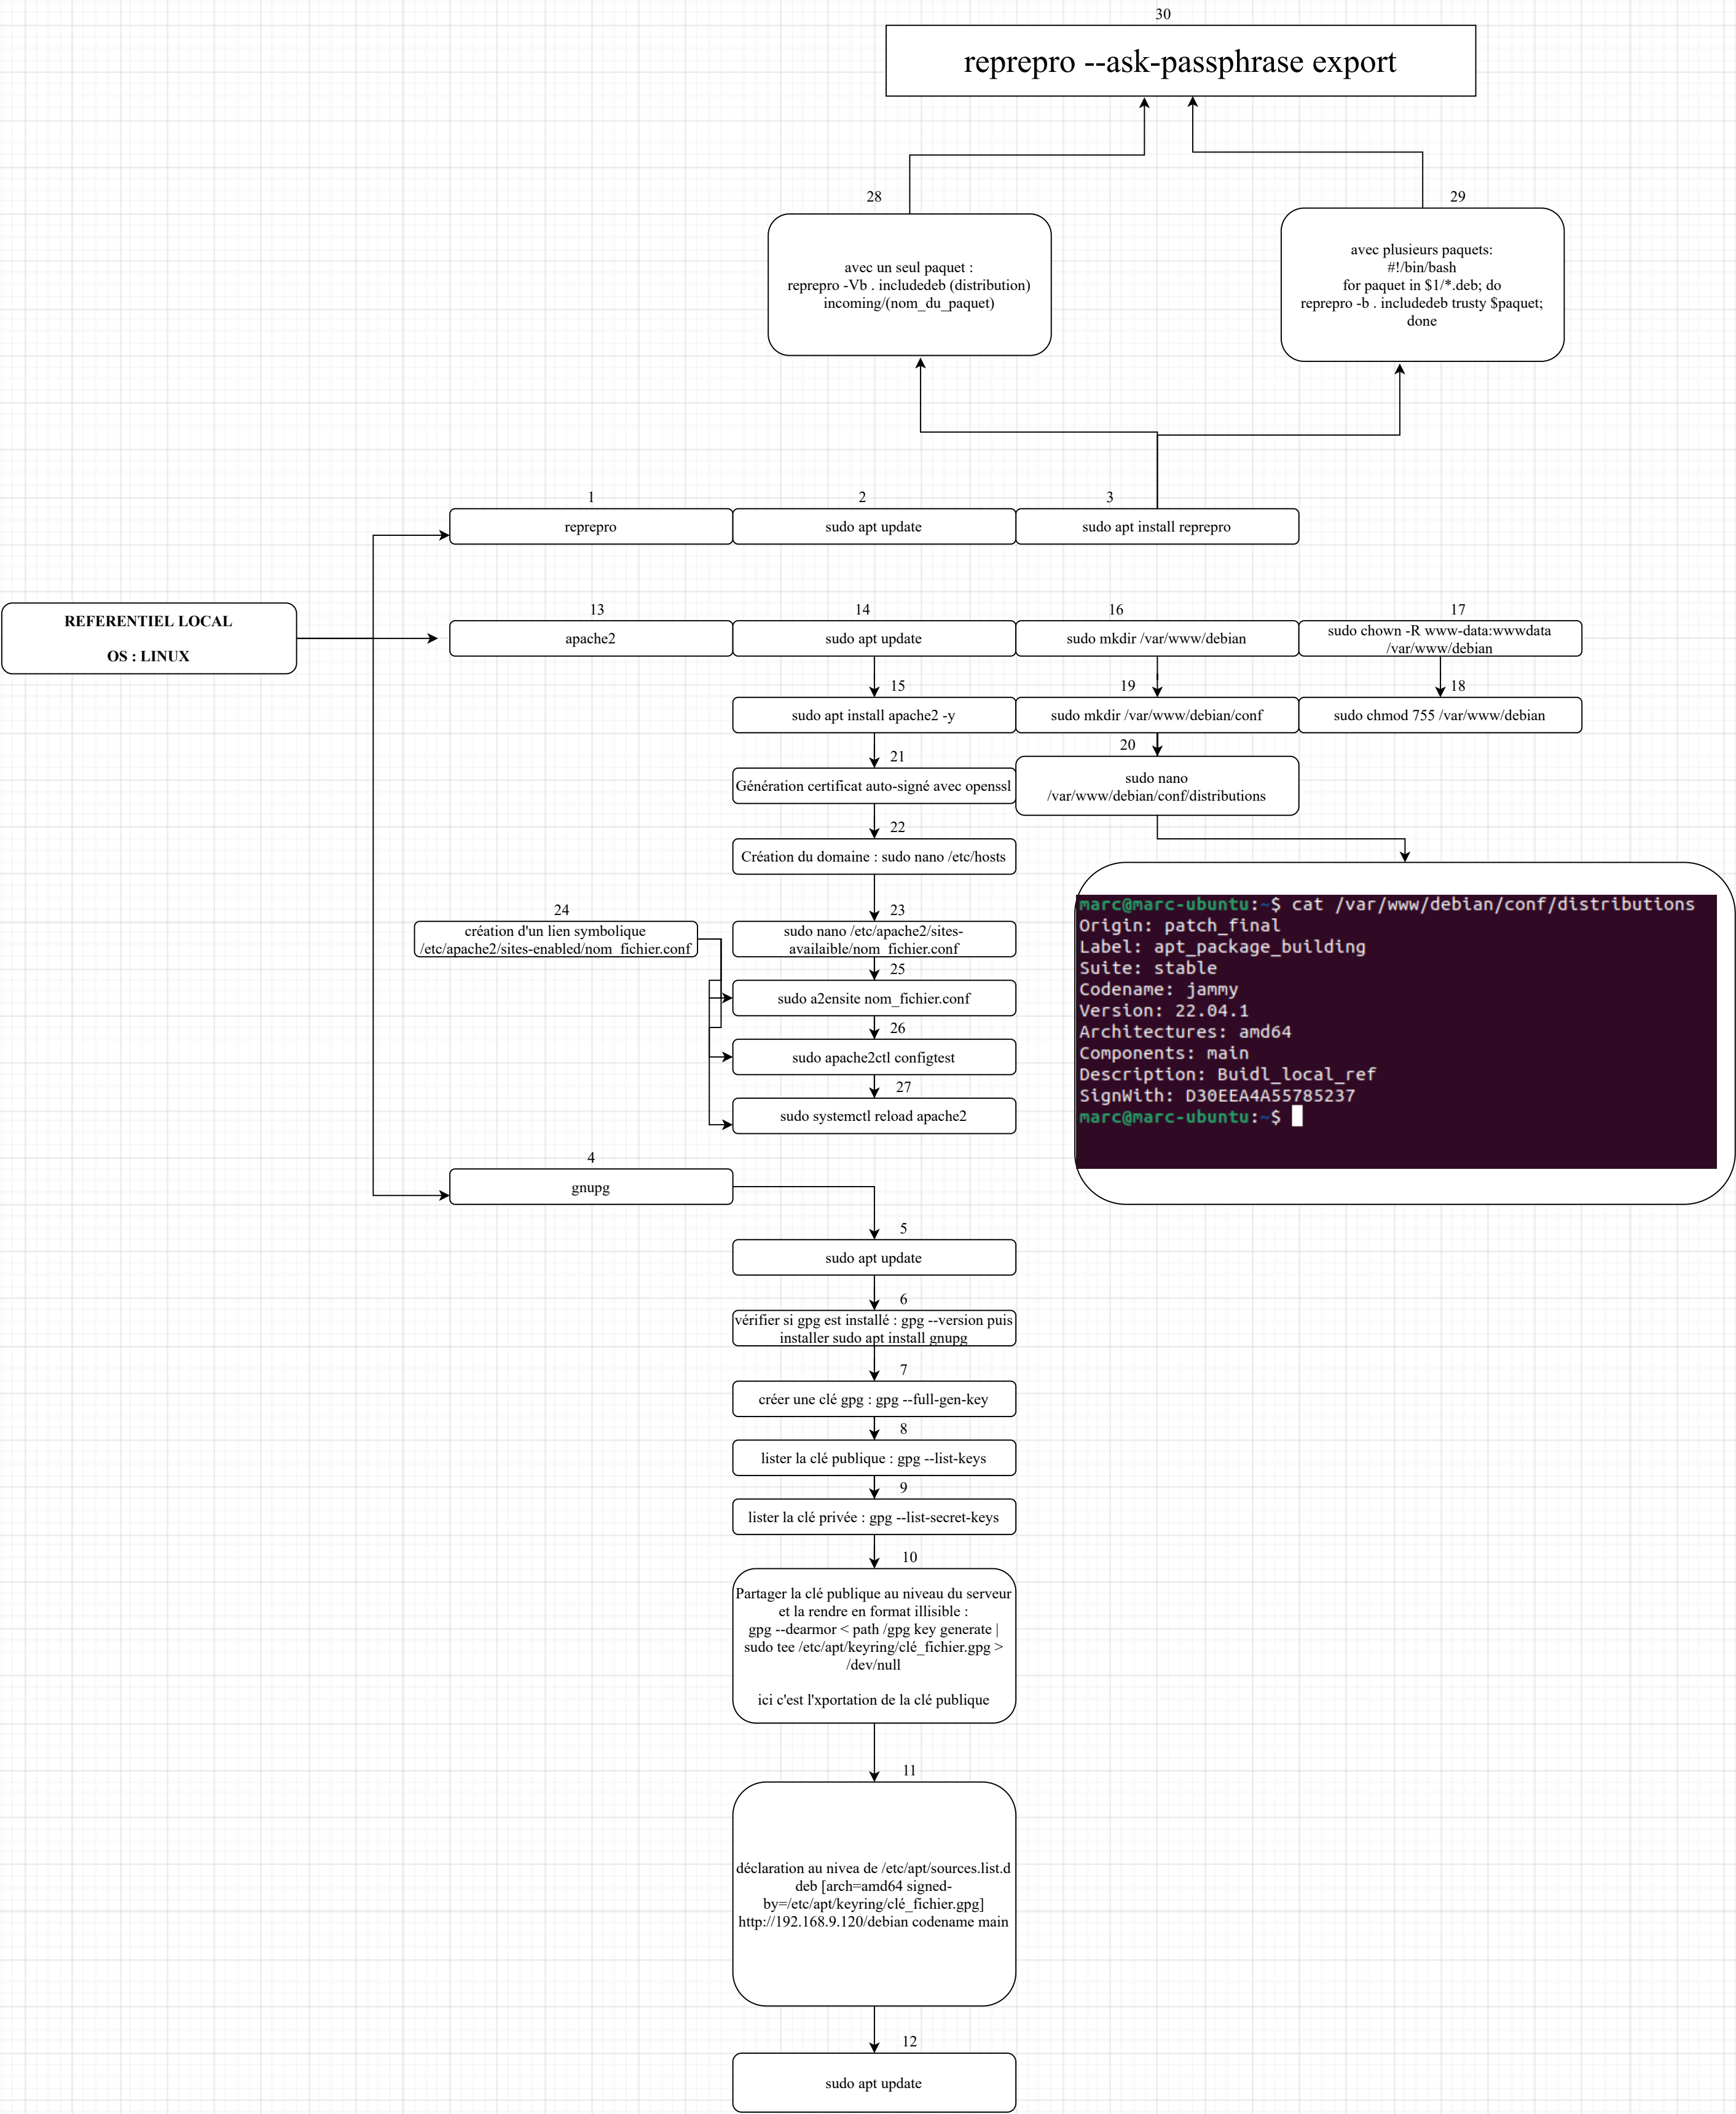 30
reprepro --ask-passphrase export
28
29
avec un seul paquet :
reprepro -Vb . includedeb (distribution)
incoming/(nom_du_paquet)
avec plusieurs paquets:
#!/bin/bash
for paquet in $1/*.deb; do
reprepro -b . includedeb trusty $paquet;
done
1
2
3
reprepro
sudo apt update
sudo apt install reprepro
REFERENTIEL LOCAL
OS : LINUX
13
14
16
17
apache2
sudo apt update
sudo mkdir /var/www/debian
sudo chown -R www-data:wwwdata
/var/www/debian
15
19
18
sudo apt install apache2 -y
sudo mkdir /var/www/debian/conf
sudo chmod 755 /var/www/debian
21
20
Génération certificat auto-signé avec openssl
sudo nano
/var/www/debian/conf/distributions
22
Création du domaine : sudo nano /etc/hosts
24
23
création d'un lien symbolique
/etc/apache2/sites-enabled/nom_fichier.conf
sudo nano /etc/apache2/sites-
availaible/nom_fichier.conf
25
sudo a2ensite nom_fichier.conf
26
sudo apache2ctl configtest
27
sudo systemctl reload apache2
marc@marc-ubuntu:~$ cat /var/www/debian/conf/distributions
Origin: patch_final
Label: apt_package_building
Suite: stable
Codename: jammy
Version: 22.04.1
Architectures: amd64
Components: main
Description: Buidl_local_ref
SignWith: D30EEA4A55785237
marc@marc-ubuntu:~$
4
gnupg
5
sudo apt update
6
vérifier si gpg est installé : gpg --version puis
installer sudo apt install gnupg
7
créer une clé gpg : gpg --full-gen-key
8
lister la clé publique : gpg --list-keys
9
lister la clé privée : gpg --list-secret-keys
10
Partager la clé publique au niveau du serveur
et la rendre en format illisible :
gpg --dearmor < path /gpg key generate |
sudo tee /etc/apt/keyring/clé_fichier.gpg >
/dev/null
ici c'est l'xportation de la clé publique
11
déclaration au nivea de /etc/apt/sources.list.d
deb [arch=amd64 signed-
by=/etc/apt/keyring/clé_fichier.gpg]
http://192.168.9.120/debian codename main
12
sudo apt update